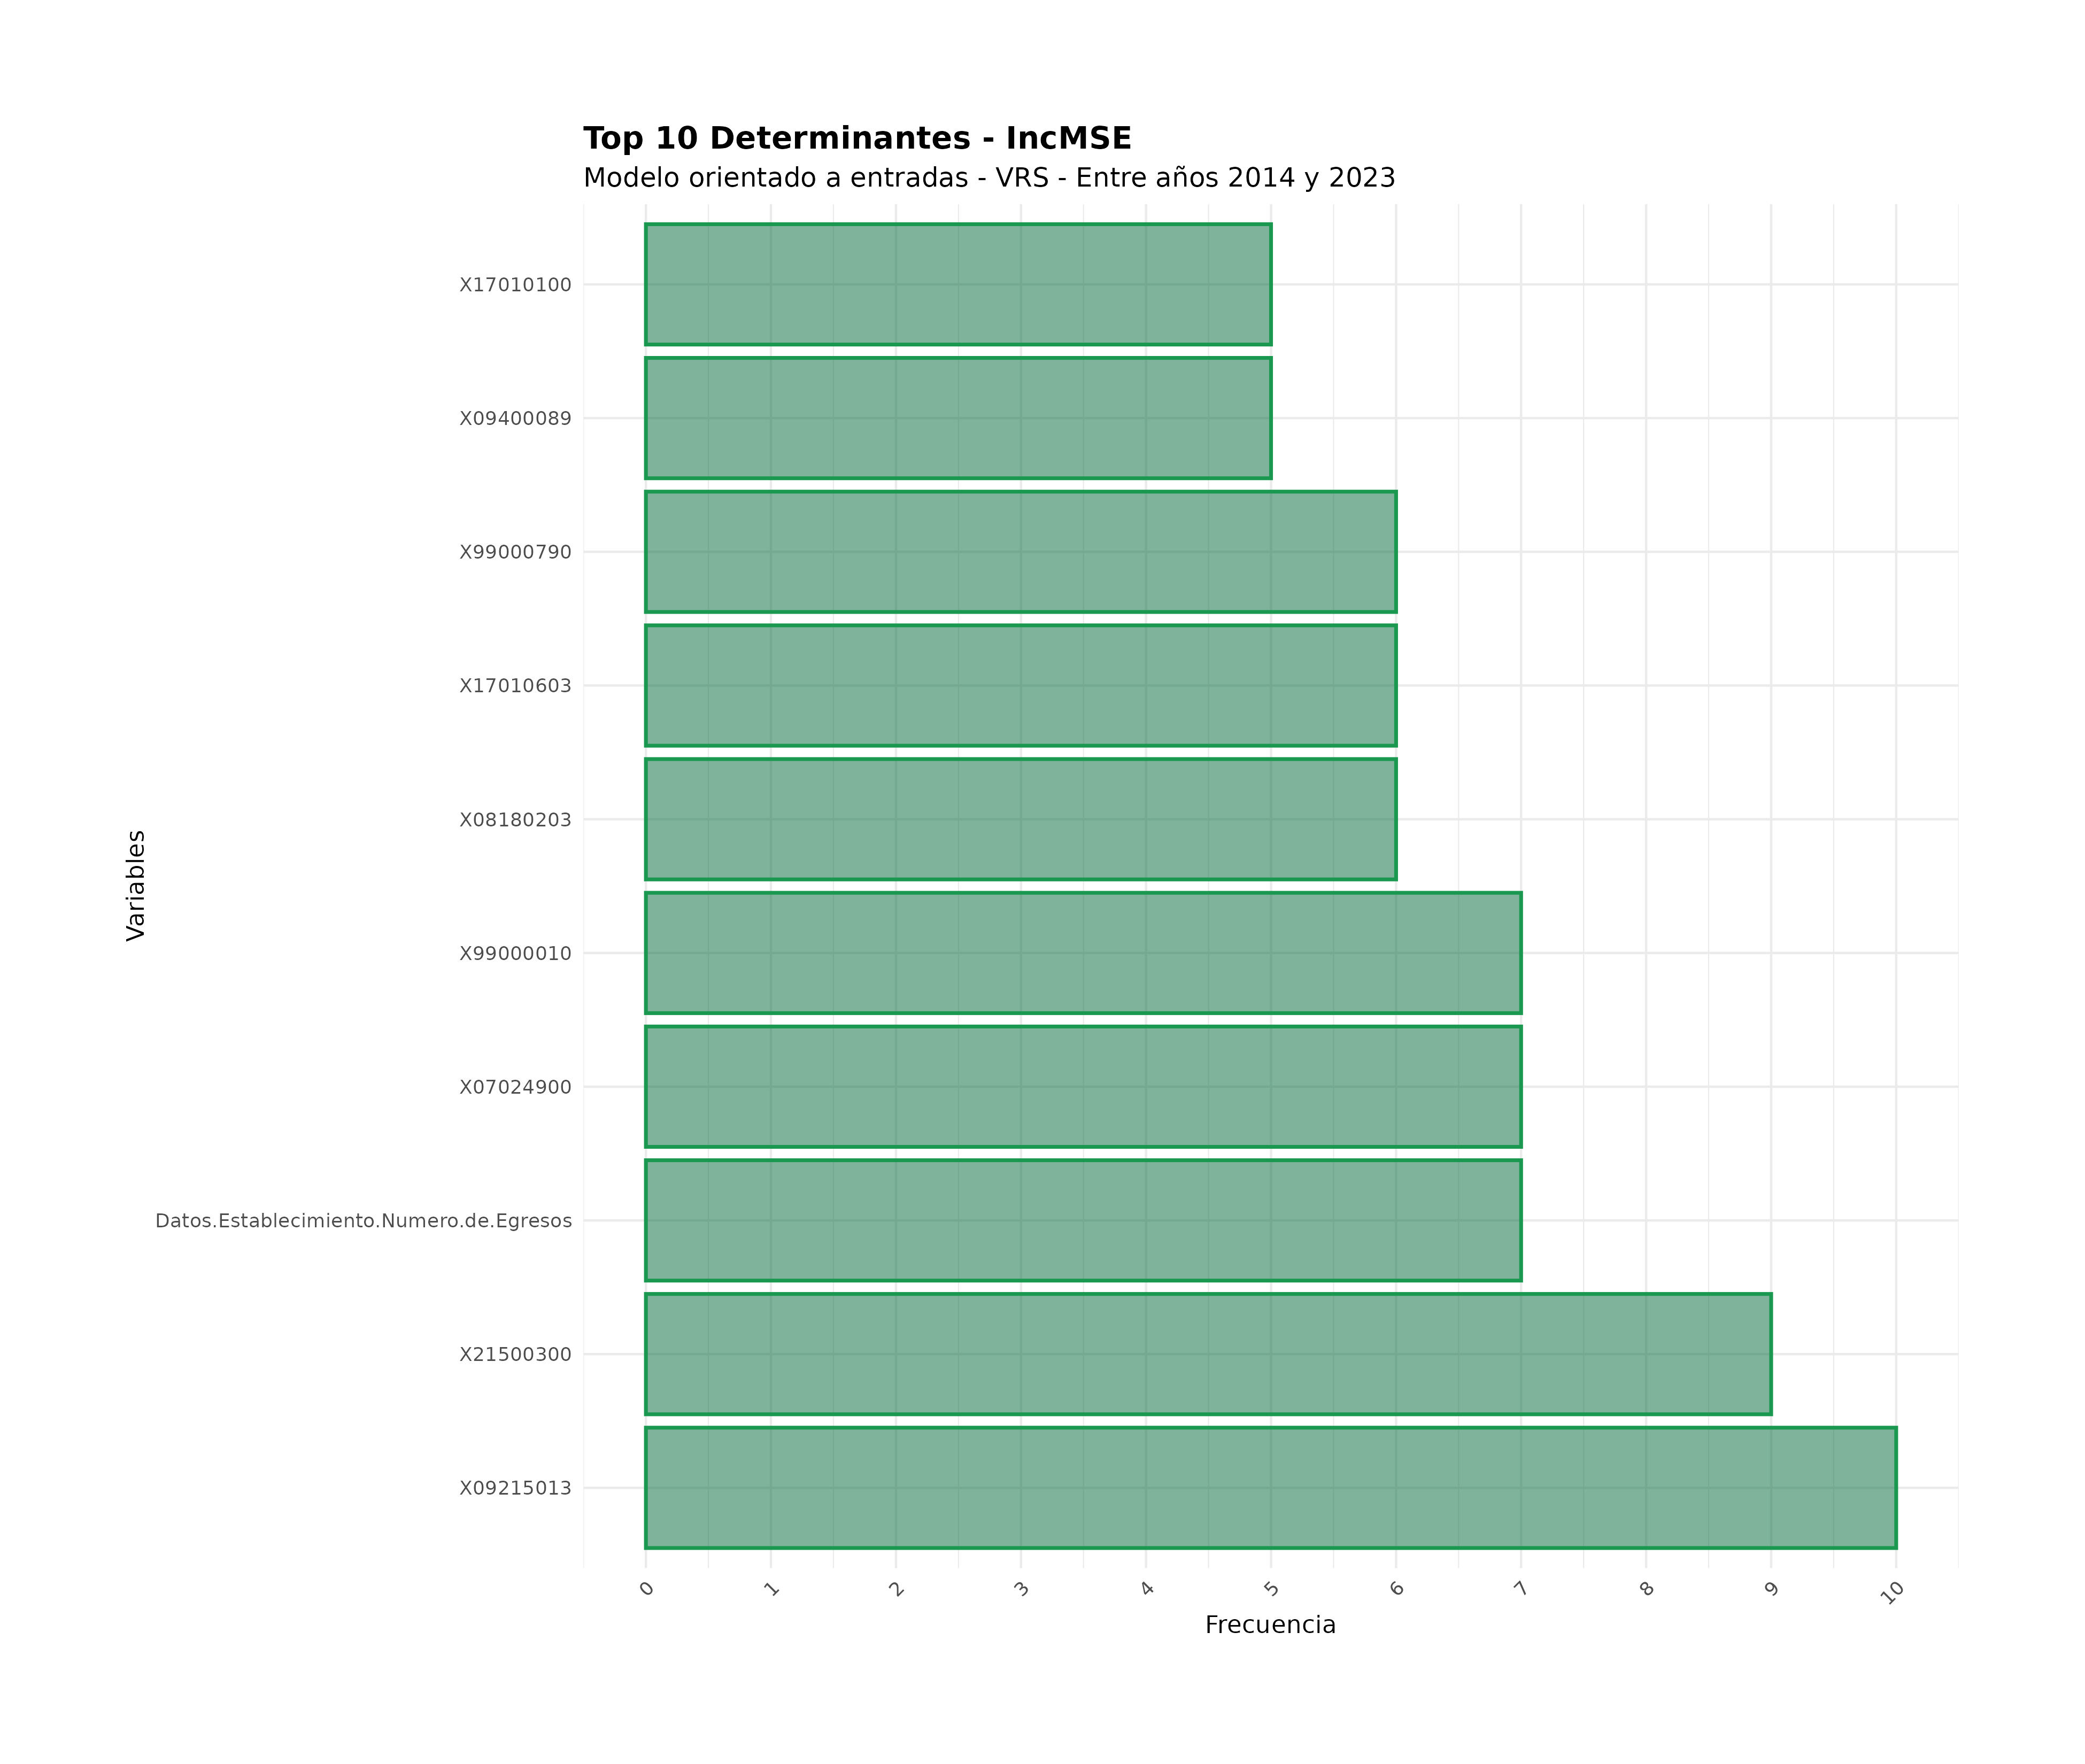 Top 10 Determinantes - IncMSE
Modelo orientado a entradas - VRS - Entre años 2014 y 2023
Variables
X17010100
X09400089
X99000790
X17010603
X08180203
X99000010
X07024900
Datos.Establecimiento.Numero.de.Egresos
X21500300
X09215013
0 1 2 3 4 5 6 7 8 9 10
Frecuencia